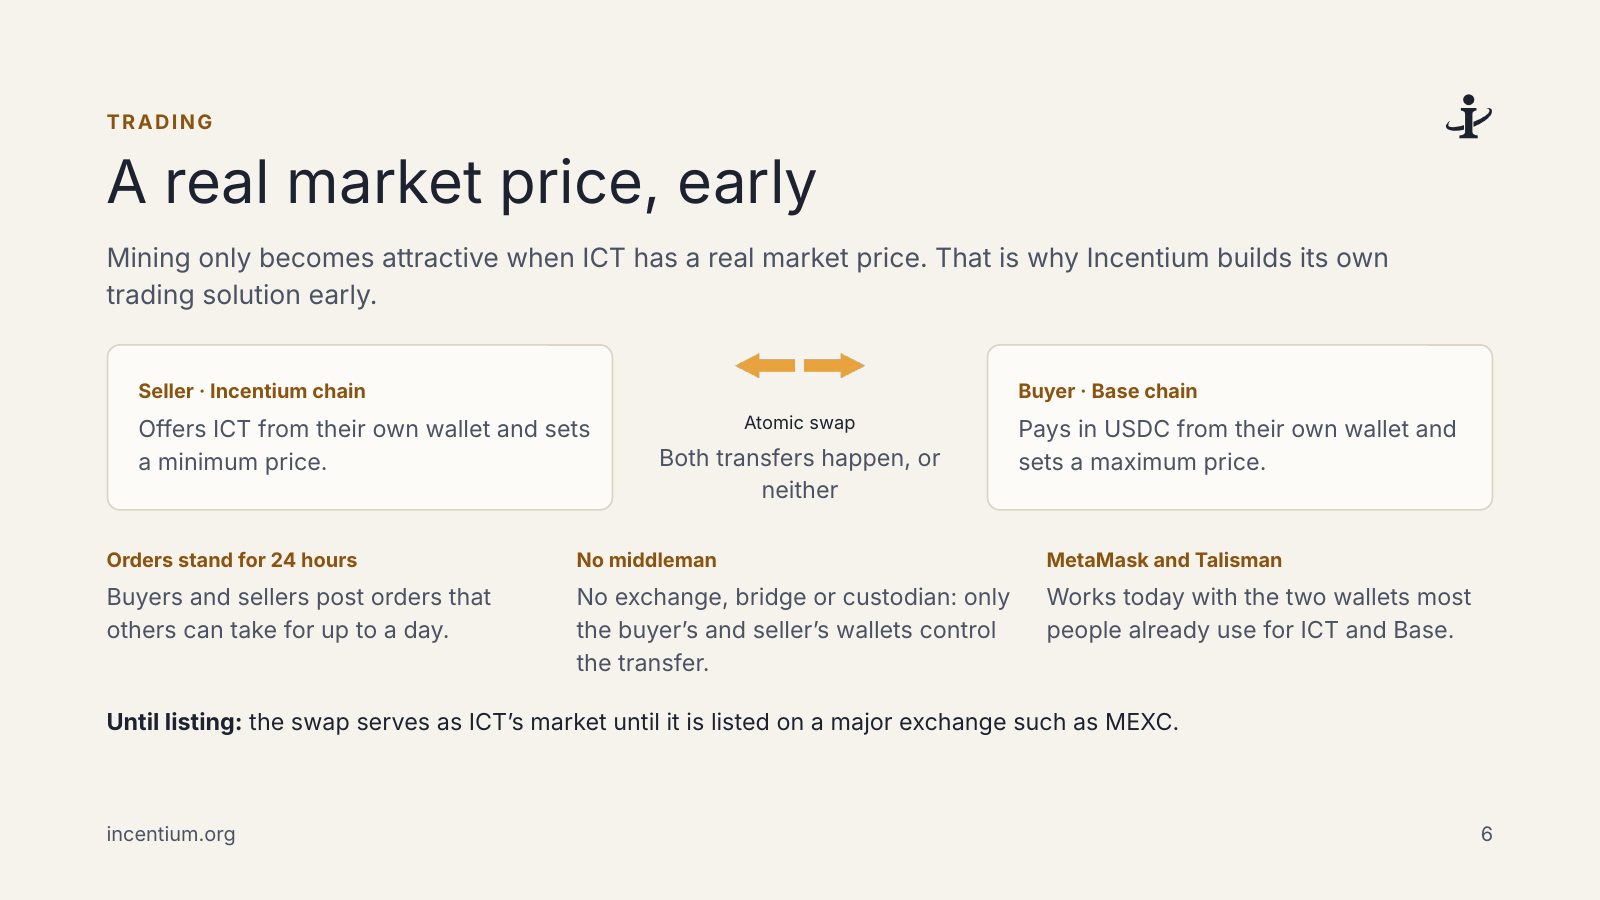 TRADING
A real market price, early
Mining only becomes attractive when ICT has a real market price. That is why Incentium builds its own
trading solution early.
Seller · Incentium chain
Offers ICT from their own wallet and sets
a minimum price.
Atomic swap
Both transfers happen, or
neither
Buyer · Base chain
Pays in USDC from their own wallet and
sets a maximum price.
Orders stand for 24 hours
Buyers and sellers post orders that
others can take for up to a day.
No middleman
No exchange, bridge or custodian: only
the buyer’s and seller’s wallets control
the transfer.
MetaMask and Talisman
Works today with the two wallets most
people already use for ICT and Base.
Until listing: the swap serves as ICT’s market until it is listed on a major exchange such as MEXC.
incentium.org
6